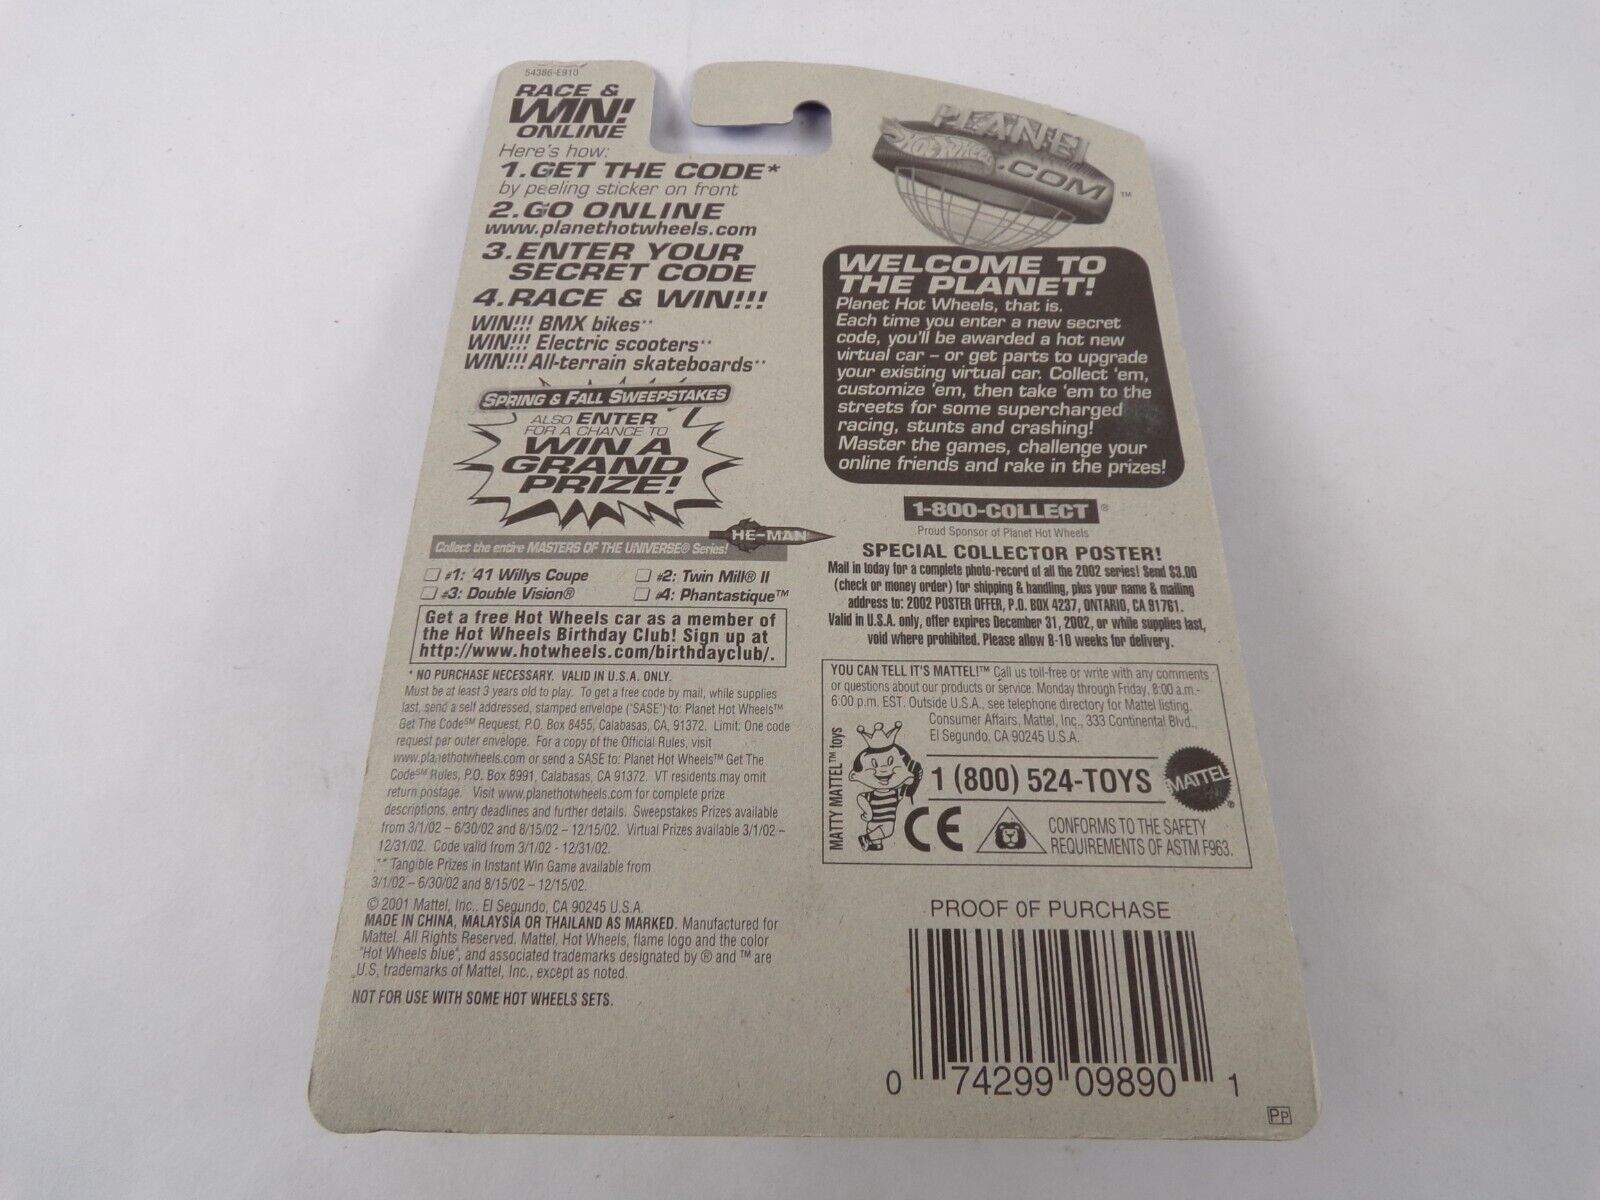 54386-E910
RACE &
WIN!
ONLINE
Here's how:
1.GET THE CODE*
by peeling sticker on front
2.GO ONLINE
www.planethotwheels.com
3.ENTER YOUR
SECRET CODE
4.RACE & WIN!!!
WIN!!! BMX bikes**
WIN!!! Electric scooters**
WIN!!! All-terrain skateboards**
SPRING & FALL SWEEPSTAKES
ALSO ENTER
FOR A CHANCE TO
WIN A
GRAND
PRIZE!
HE-MAN
Collect the entire MASTERS OF THE UNIVERSE® Series!
#1: '41 Willys Coupe
#2: Twin Mill® II
#3: Double Vision®
#4: Phantastique™
Get a free Hot Wheels car as a member of
the Hot Wheels Birthday Club! Sign up at
http://www.hotwheels.com/birthdayclub/.
* NO PURCHASE NECESSARY. VALID IN U.S.A. ONLY.
Must be at least 3 years old to play. To get a free code by mail, while supplies
last, send a self addressed, stamped envelope ("SASE") to: Planet Hot Wheels™
Get The Code℠ Request, P.O. Box 8455, Calabasas, CA, 91372. Limit: One code
request per outer envelope. For a copy of the Official Rules, visit
www.planethotwheels.com or send a SASE to: Planet Hot Wheels™ Get The
Code℠ Rules, P.O. Box 8991, Calabasas, CA 91372. VT residents may omit
return postage. Visit www.planethotwheels.com for complete prize
descriptions, entry deadlines and further details. Sweepstakes Prizes available
from 3/1/02 – 6/30/02 and 8/15/02 – 12/15/02. Virtual Prizes available 3/1/02 –
12/31/02. Code valid from 3/1/02 - 12/31/02.
** Tangible Prizes in Instant Win Game available from
3/1/02 – 6/30/02 and 8/15/02 – 12/15/02.
© 2001 Mattel, Inc., El Segundo, CA 90245 U.S.A.
MADE IN CHINA, MALAYSIA OR THAILAND AS MARKED. Manufactured for
Mattel. All Rights Reserved. Mattel, Hot Wheels, flame logo and the color
"Hot Wheels blue", and associated trademarks designated by ® and ™ are
U.S. trademarks of Mattel, Inc., except as noted.
NOT FOR USE WITH SOME HOT WHEELS SETS.
PLANET
HOT WHEELS
.COM
™
WELCOME TO
THE PLANET!
Planet Hot Wheels, that is.
Each time you enter a new secret
code, you'll be awarded a hot new
virtual car – or get parts to upgrade
your existing virtual car. Collect 'em,
customize 'em, then take 'em to the
streets for some supercharged
racing, stunts and crashing!
Master the games, challenge your
online friends and rake in the prizes!
1-800-COLLECT®
Proud Sponsor of Planet Hot Wheels
SPECIAL COLLECTOR POSTER!
Mail in today for a complete photo-record of all the 2002 series! Send $3.00
(check or money order) for shipping & handling, plus your name & mailing
address to: 2002 POSTER OFFER, P.O. BOX 4237, ONTARIO, CA 91761.
Valid in U.S.A. only, offer expires December 31, 2002, or while supplies last,
void where prohibited. Please allow 8-10 weeks for delivery.
YOU CAN TELL IT'S MATTEL!™ Call us toll-free or write with any comments
or questions about our products or service. Monday through Friday, 8:00 a.m.-
6:00 p.m. EST. Outside U.S.A., see telephone directory for Mattel listing.
Consumer Affairs, Mattel, Inc., 333 Continental Blvd.,
El Segundo, CA 90245 U.S.A.
MATTY MATTEL™ toys
1 (800) 524-TOYS
MATTEL®
CE
CONFORMS TO THE SAFETY
REQUIREMENTS OF ASTM F963.
PROOF OF PURCHASE
0 74299 09890 1
PP